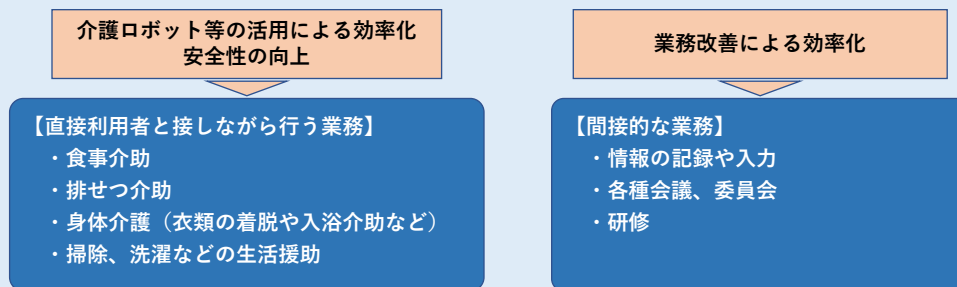 介護ロボット等の活用による効率化
安全性の向上
【直接利用者と接しながら行う業務】
・食事介助
・排せつ介助
・身体介護（衣類の着脱や入浴介助など）
・掃除、洗濯などの生活援助
業務改善による効率化
【間接的な業務】
・情報の記録や入力
・各種会議、委員会
・研修